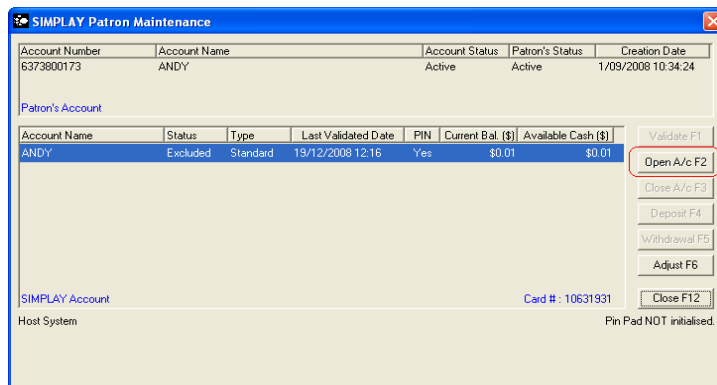 SIMPLAY Patron Maintenance
Account Number Account Name Account Status Patron's Status Creation Date
6373800173 ANDY Active Active 1/09/2008 10:34:24
Patron's Account
Account Name Status Type Last Validated Date PIN Current Bal. ($) Available Cash ($)
ANDY Excluded Standard 19/12/2008 12:16 Yes $0.01 $0.01
Validate F1
Open A/c F2
Close A/c F3
Deposit F4
Withdrawal F5
Adjust F6
SIMPLAY Account Card # : 10631931 Close F12
Host System Pin Pad NOT initialised.